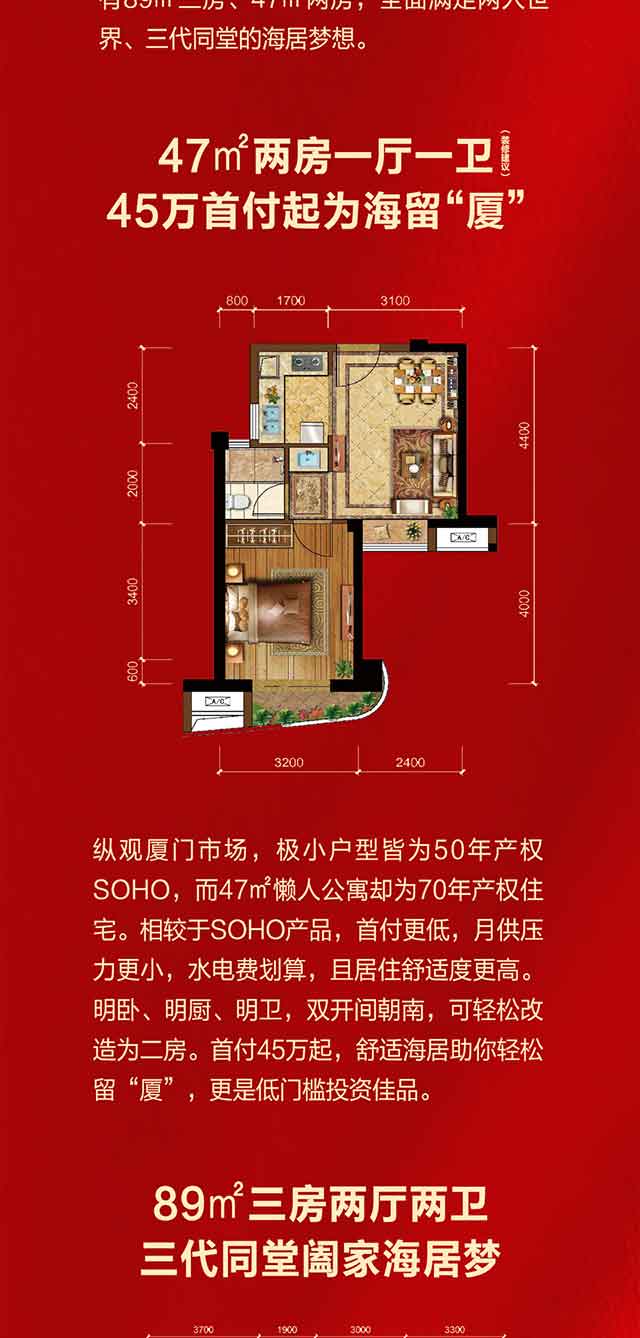 有89㎡三房、47㎡两房，全面满足两人世
界、三代同堂的海居梦想。
47㎡两房一厅一卫（装修建议）
45万首付起为海留“厦”
800 1700 3100
2400
2000
3400
600
4400
4000
A/C
A/C
3200 2400
纵观厦门市场，极小户型皆为50年产权
SOHO，而47㎡懒人公寓却为70年产权住
宅。相较于SOHO产品，首付更低，月供压
力更小，水电费划算，且居住舒适度更高。
明卧、明厨、明卫，双开间朝南，可轻松改
造为二房。首付45万起，舒适海居助你轻松
留“厦”，更是低门槛投资佳品。
89㎡三房两厅两卫
三代同堂阖家海居梦
3700 1900 3000 3300